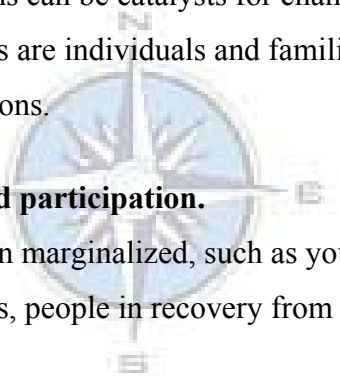 ns can be catalysts for chan
N
s are individuals and famili
ons.
d participation.
E
n marginalized, such as you
s, people in recovery from
S